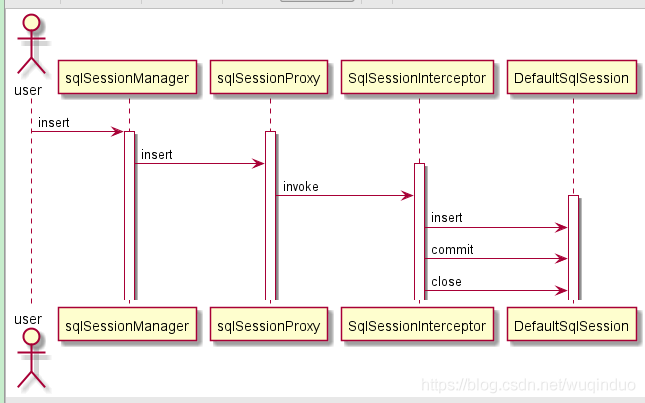 user
sqlSessionManager
sqlSessionProxy
SqlSessionInterceptor
DefaultSqlSession
insert
insert
invoke
insert
commit
close
user
sqlSessionManager
sqlSessionProxy
SqlSessionInterceptor
DefaultSqlSession
https://blog.csdn.net/wuqinduo